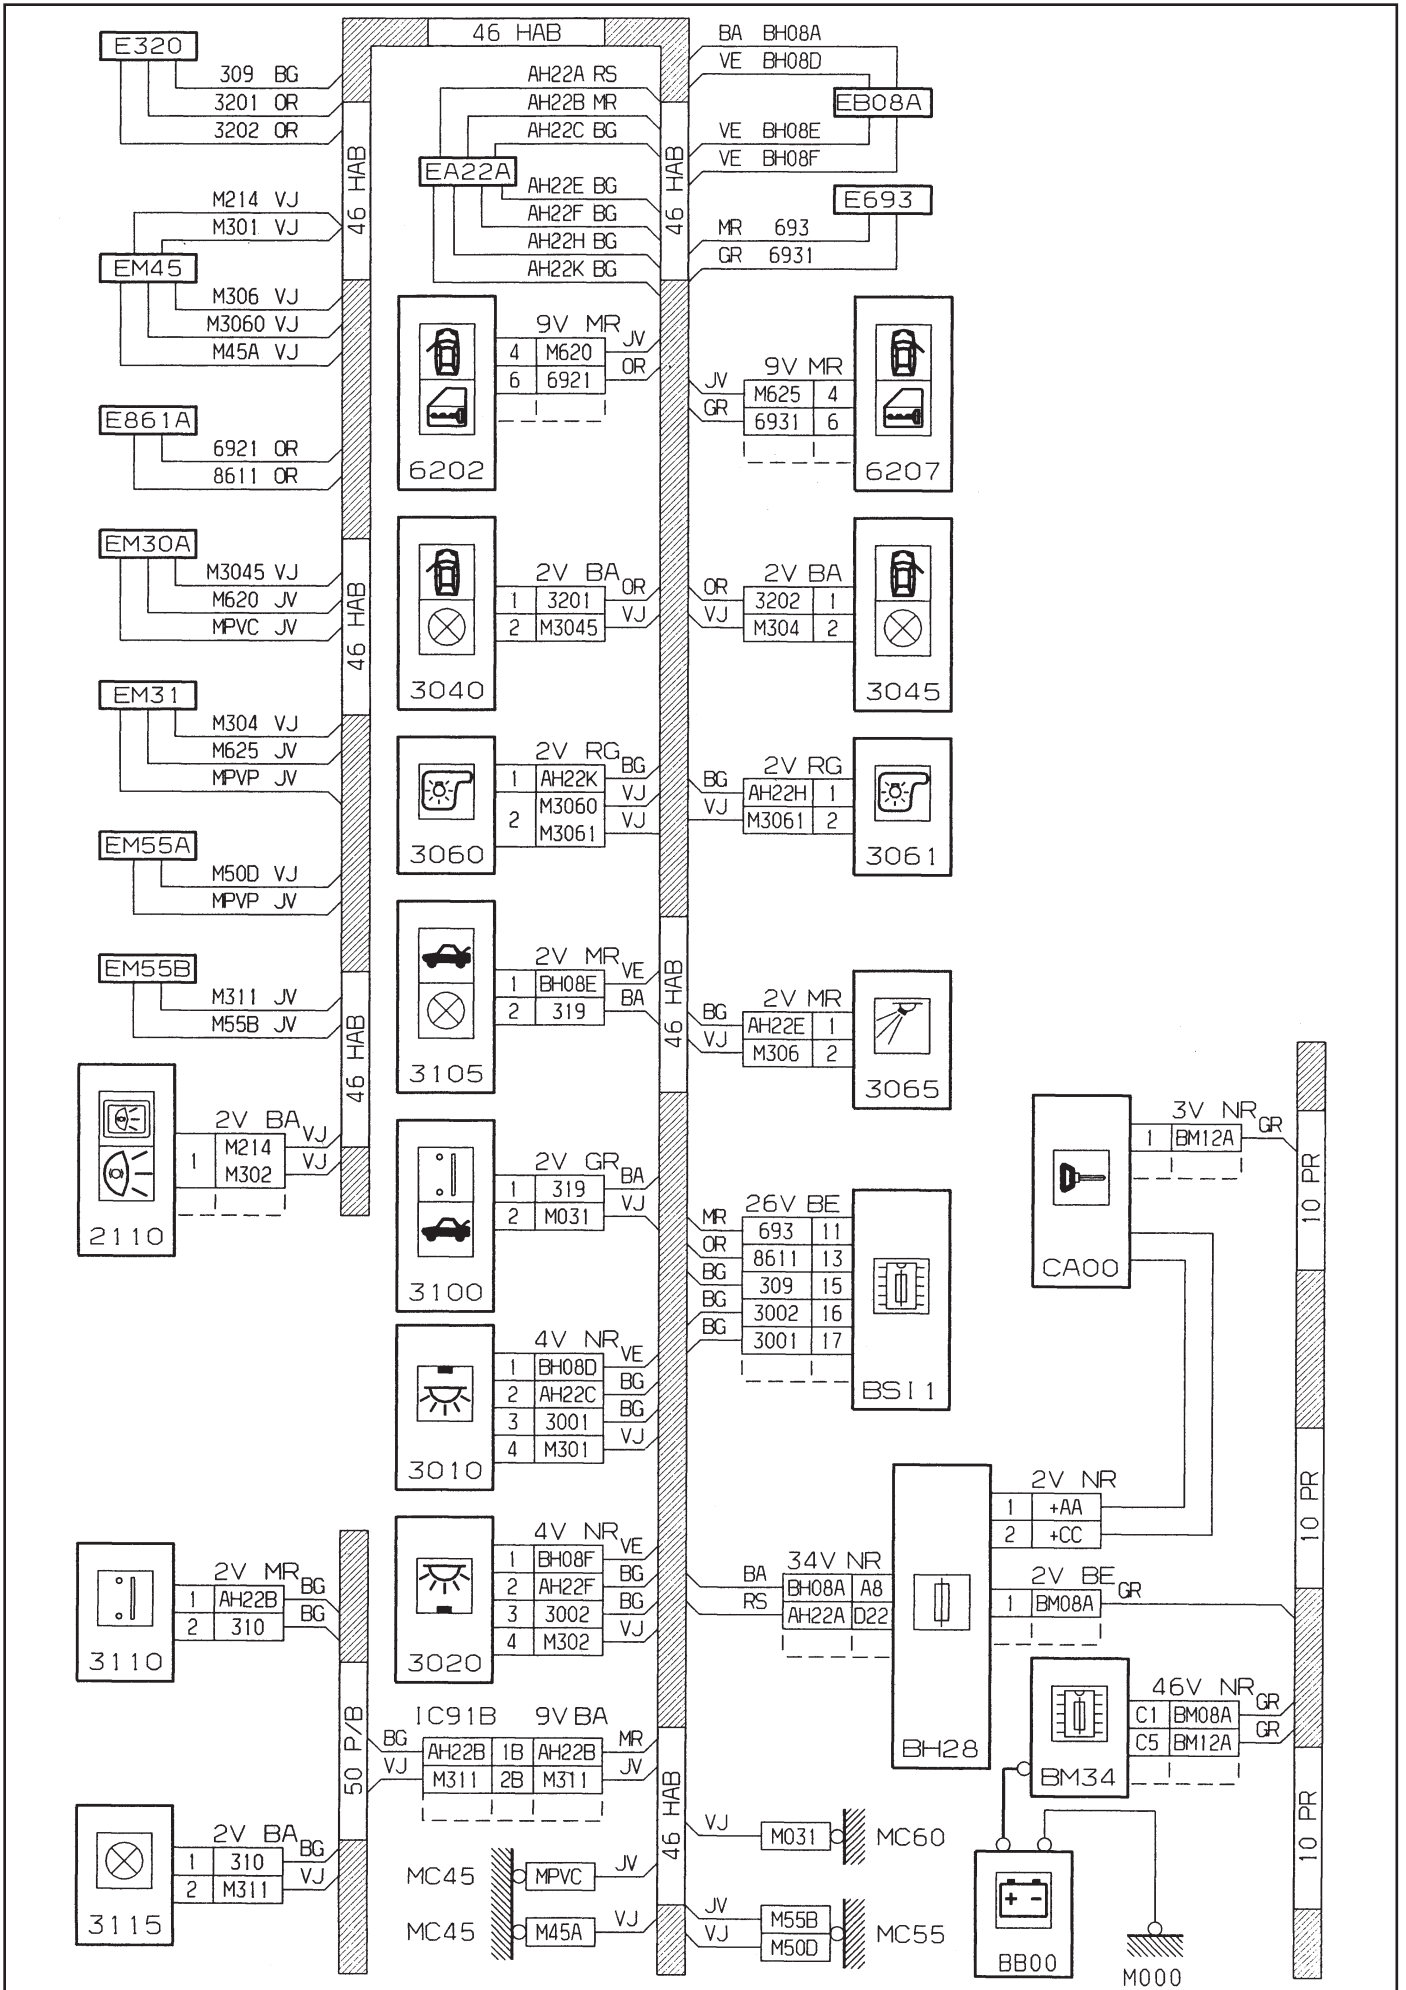 46 HAB
E320
309 BG
3201 OR
3202 OR
46 HAB
M214 VJ
M301 VJ
EM45
M306 VJ
M3060 VJ
M45A VJ
E861A
6921 OR
8611 OR
EM30A
M3045 VJ
M620 JV
MPVC JV
46 HAB
EM31
M304 VJ
M625 JV
MPVP JV
EM55A
M50D VJ
MPVP JV
EM55B
M311 JV
M55B JV
46 HAB
2V BA
1 M214 VJ
M302 VJ
2110
2V MR
1 AH22B BG
2 310 BG
3110
50 P/B
2V BA
1 310 BG
2 M311 VJ
3115
AH22A RS
AH22B MR
AH22C BG
EA22A
AH22E BG
AH22F BG
AH22H BG
AH22K BG
46 HAB
9V MR
4 M620 JV
6 6921 OR
6202
2V BA
1 3201 OR
2 M3045 VJ
3040
2V RG
1 AH22K BG
2 M3060 VJ
M3061 VJ
3060
2V MR
1 BH08E VE
2 319 BA
3105
46 HAB
2V GR
1 319 BA
2 M031 VJ
3100
4V NR
1 BH08D VE
2 AH22C BG
3 3001 BG
4 M301 VJ
3010
4V NR
1 BH08F VE
2 AH22F BG
3 3002 BG
4 M302 VJ
3020
IC91B 9V BA
BG AH22B 1B AH22B MR
VJ M311 2B M311 JV
46 HAB
MC45 MPVC JV
MC45 M45A VJ
BA BH08A
VE BH08D
EB08A
VE BH08E
VE BH08F
E693
MR 693
GR 6931
9V MR
JV M625 4
GR 6931 6
6207
2V BA
OR 3202 1
VJ M304 2
3045
2V RG
BG AH22H 1
VJ M3061 2
3061
2V MR
BG AH22E 1
VJ M306 2
3065
26V BE
MR 693 11
OR 8611 13
BG 309 15
BG 3002 16
BG 3001 17
BSI1
34V NR
BA BH08A A8
RS AH22A D22
BH28
2V NR
1 +AA
2 +CC
2V BE
1 BM08A GR
VJ M031 MC60
JV M55B
VJ M50D
MC55
3V NR
1 BM12A GR
CA00
10 PR
10 PR
46V NR
C1 BM08A GR
C5 BM12A GR
BM34
10 PR
+ -
BB00
M000